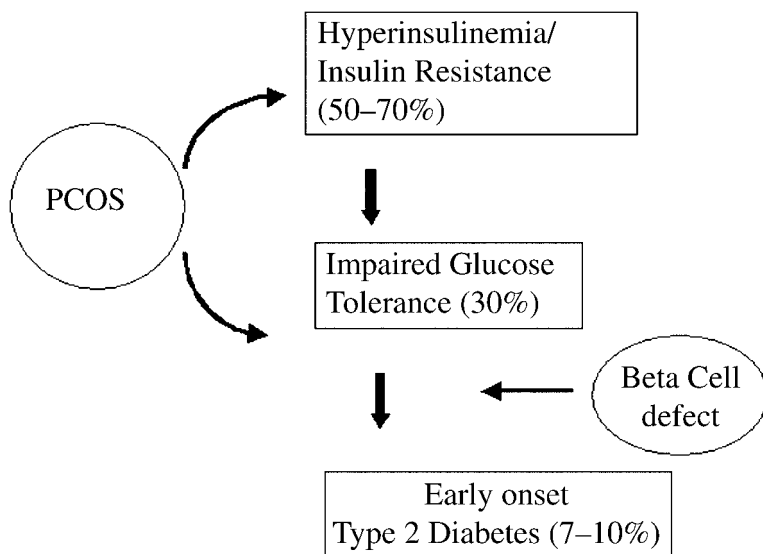 Hyperinsulinemia/
Insulin Resistance
(50–70%)
PCOS
Impaired Glucose
Tolerance (30%)
Beta Cell
defect
Early onset
Type 2 Diabetes (7–10%)